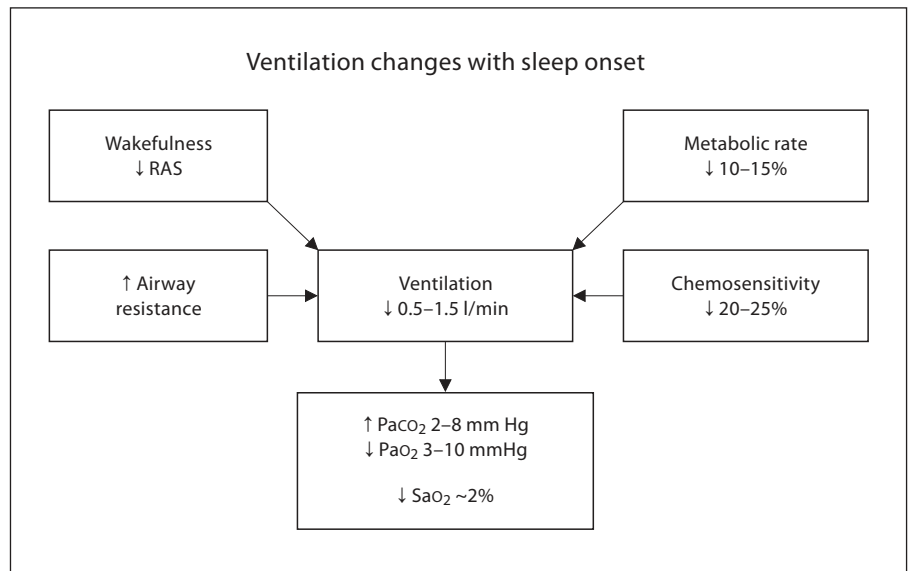 Ventilation changes with sleep onset
Wakefulness
↓ RAS
Metabolic rate
↓ 10–15%
↑ Airway
resistance
Ventilation
↓ 0.5–1.5 l/min
Chemosensitivity
↓ 20–25%
↑ PaCO₂ 2–8 mm Hg
↓ PaO₂ 3–10 mmHg
↓ SaO₂ ~2%